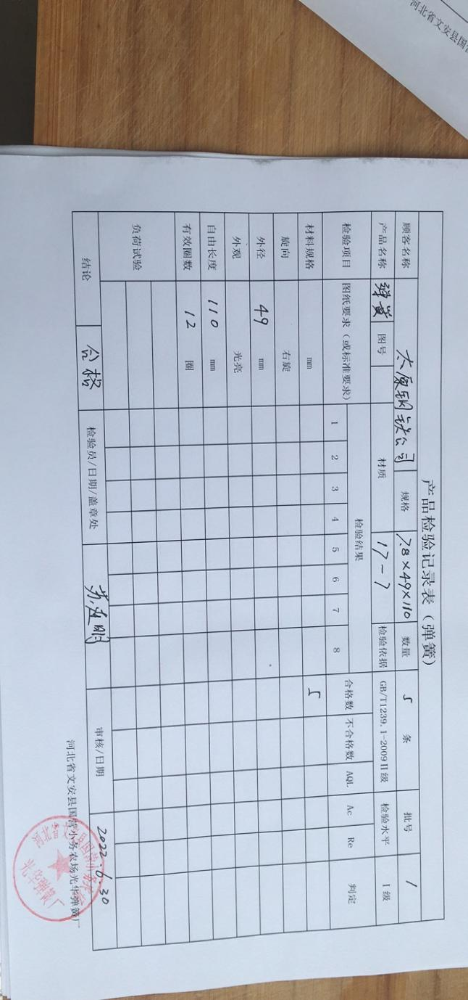 河北省文安县国营
产品检验记录表（弹簧）
顾客名称 太原钢铁公司 规格 7.8×49×110 数量 5 条 批号 /
产品名称 弹簧 图号 材质 17-7 检验依据 GB/T1239.1-2009II级 检验水平 I级
检验项目 图纸要求（或标准要求） 检验结果 合格数 不合格数 AQL Ac Re 判定
1 2 3 4 5 6 7 8
材料规格 mm 5
旋向 右旋
外径 49 mm
外观 光亮
自由长度 110 mm
有效圈数 12 圈
负荷试验
结论 合格 检验员/日期/盖章处 审核/日期 2022.6.30
河北省文安县国营小务农场光华弹簧厂
光华弹簧厂